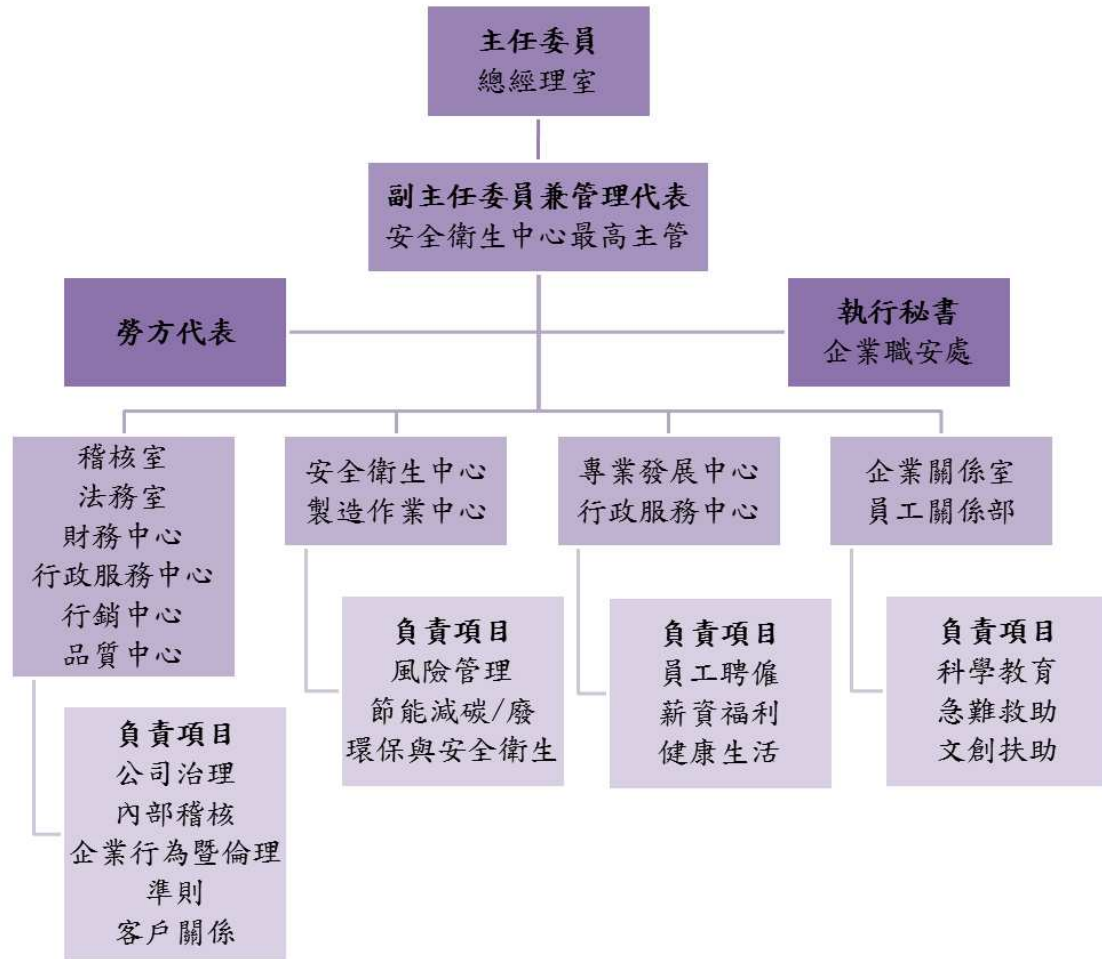 主任委員
總經理室
副主任委員兼管理代表
安全衛生中心最高主管
勞方代表
執行秘書
企業職安處
稽核室
法務室
財務中心
行政服務中心
行銷中心
品質中心
負責項目
公司治理
內部稽核
企業行為暨倫理
準則
客戶關係
安全衛生中心
製造作業中心
負責項目
風險管理
節能減碳/廢
環保與安全衛生
專業發展中心
行政服務中心
負責項目
員工聘僱
薪資福利
健康生活
企業關係室
員工關係部
負責項目
科學教育
急難救助
文創扶助